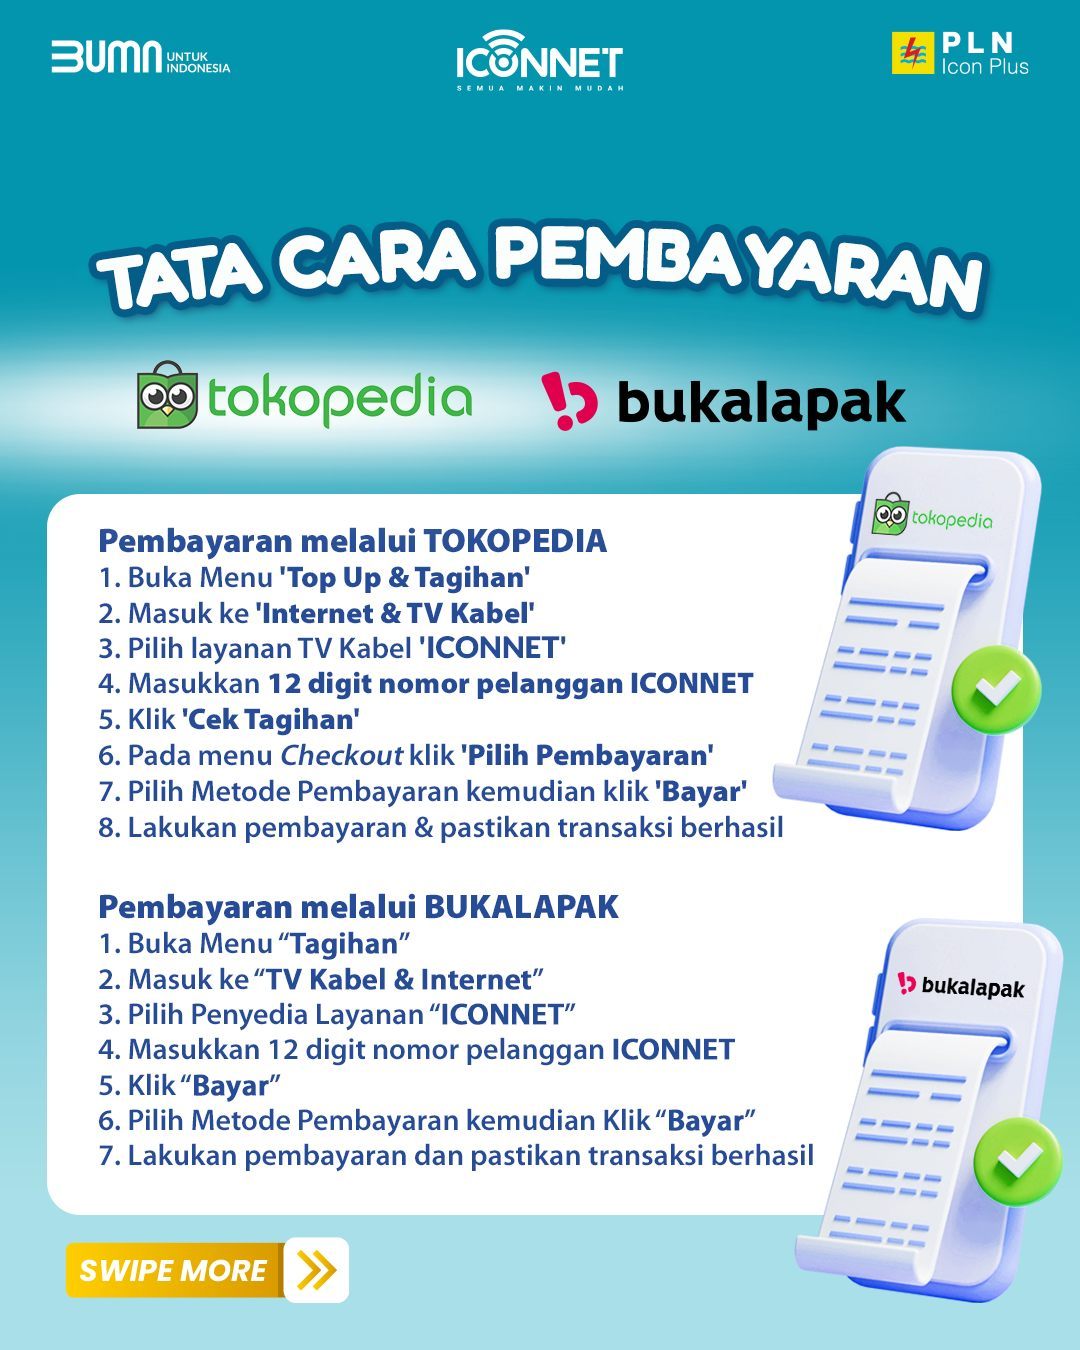 BUMN UNTUK INDONESIA
ICONNET
SEMUA MAKIN MUDAH
PLN
Icon Plus
TATA CARA PEMBAYARAN
tokopedia
bukalapak
tokopedia
Pembayaran melalui TOKOPEDIA
1. Buka Menu 'Top Up & Tagihan'
2. Masuk ke 'Internet & TV Kabel'
3. Pilih layanan TV Kabel 'ICONNET'
4. Masukkan 12 digit nomor pelanggan ICONNET
5. Klik 'Cek Tagihan'
6. Pada menu Checkout klik 'Pilih Pembayaran'
7. Pilih Metode Pembayaran kemudian klik 'Bayar'
8. Lakukan pembayaran & pastikan transaksi berhasil
Pembayaran melalui BUKALAPAK
1. Buka Menu “Tagihan”
2. Masuk ke “TV Kabel & Internet”
3. Pilih Penyedia Layanan “ICONNET”
4. Masukkan 12 digit nomor pelanggan ICONNET
5. Klik “Bayar”
6. Pilih Metode Pembayaran kemudian Klik “Bayar”
7. Lakukan pembayaran dan pastikan transaksi berhasil
bukalapak
SWIPE MORE